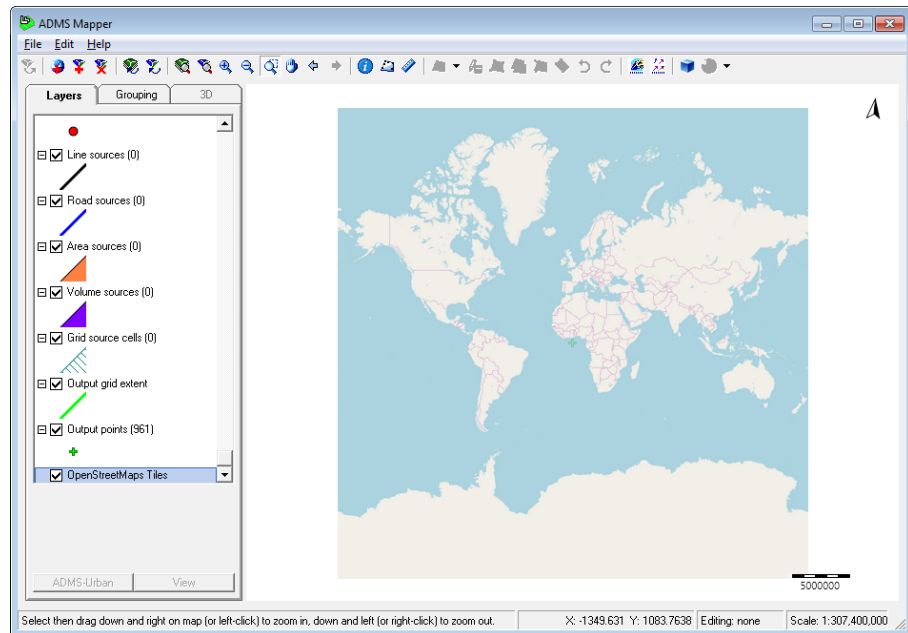 ADMS Mapper
File Edit Help
Layers Grouping 3D
Line sources (0)
Road sources (0)
Area sources (0)
Volume sources (0)
Grid source cells (0)
Output grid extent
Output points (961)
OpenStreetMaps Tiles
ADMS-Urban View
5000000
Select then drag down and right on map (or left-click) to zoom in, down and left (or right-click) to zoom out. X: -1349.631 Y: 1083.7638 Editing: none Scale: 1:307,400,000